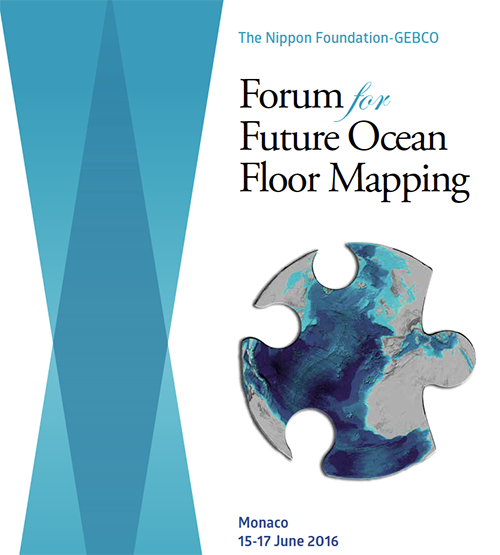 The Nippon Foundation-GEBCO
Forum for
Future Ocean
Floor Mapping
Monaco
15-17 June 2016